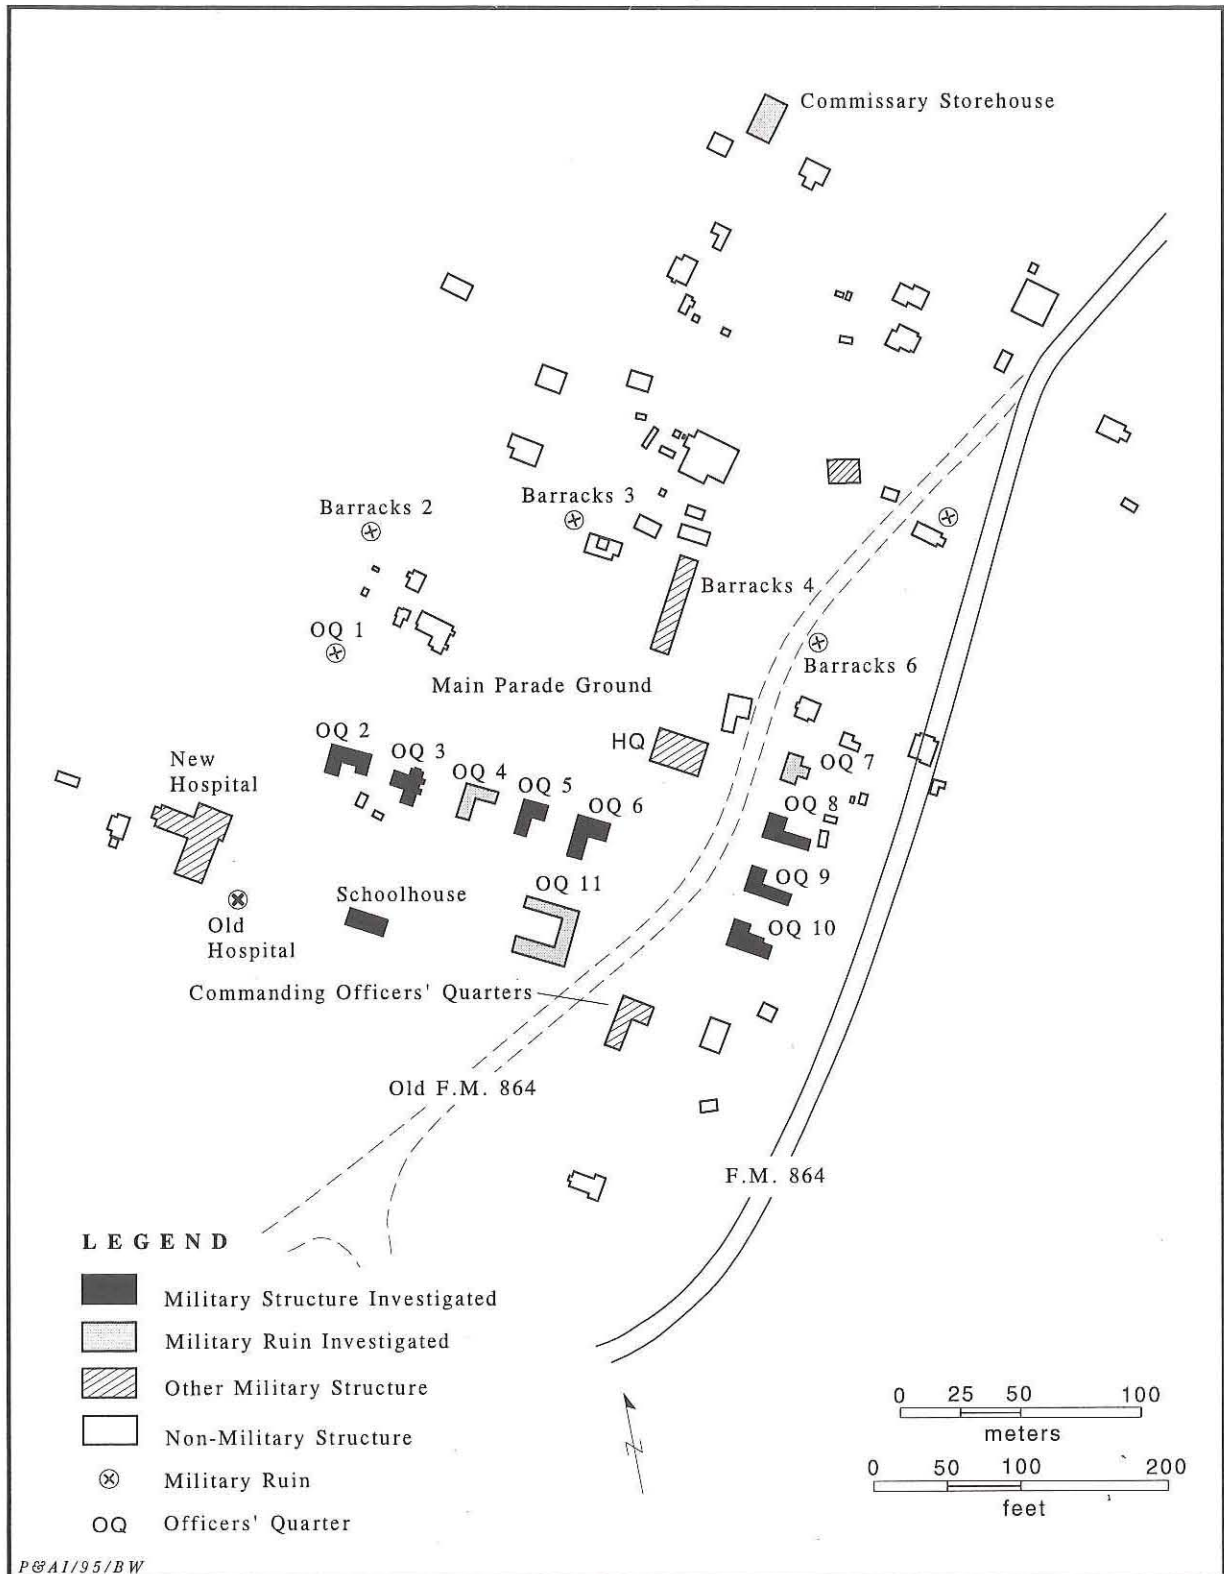 Commissary Storehouse
Barracks 3
Barracks 2
Barracks 4
OQ 1
Barracks 6
Main Parade Ground
OQ 2
HQ
OQ 3
New
Hospital
OQ 4
OQ 5
OQ 6
OQ 7
OQ 8
OQ 9
OQ 11
Schoolhouse
OQ 10
Old
Hospital
Commanding Officers' Quarters
Old F.M. 864
F.M. 864
LEGEND
Military Structure Investigated
Military Ruin Investigated
Other Military Structure
Non-Military Structure
Military Ruin
OQ Officers' Quarter
0 25 50 100
meters
0 50 100 200
feet
P&AI/95/BW